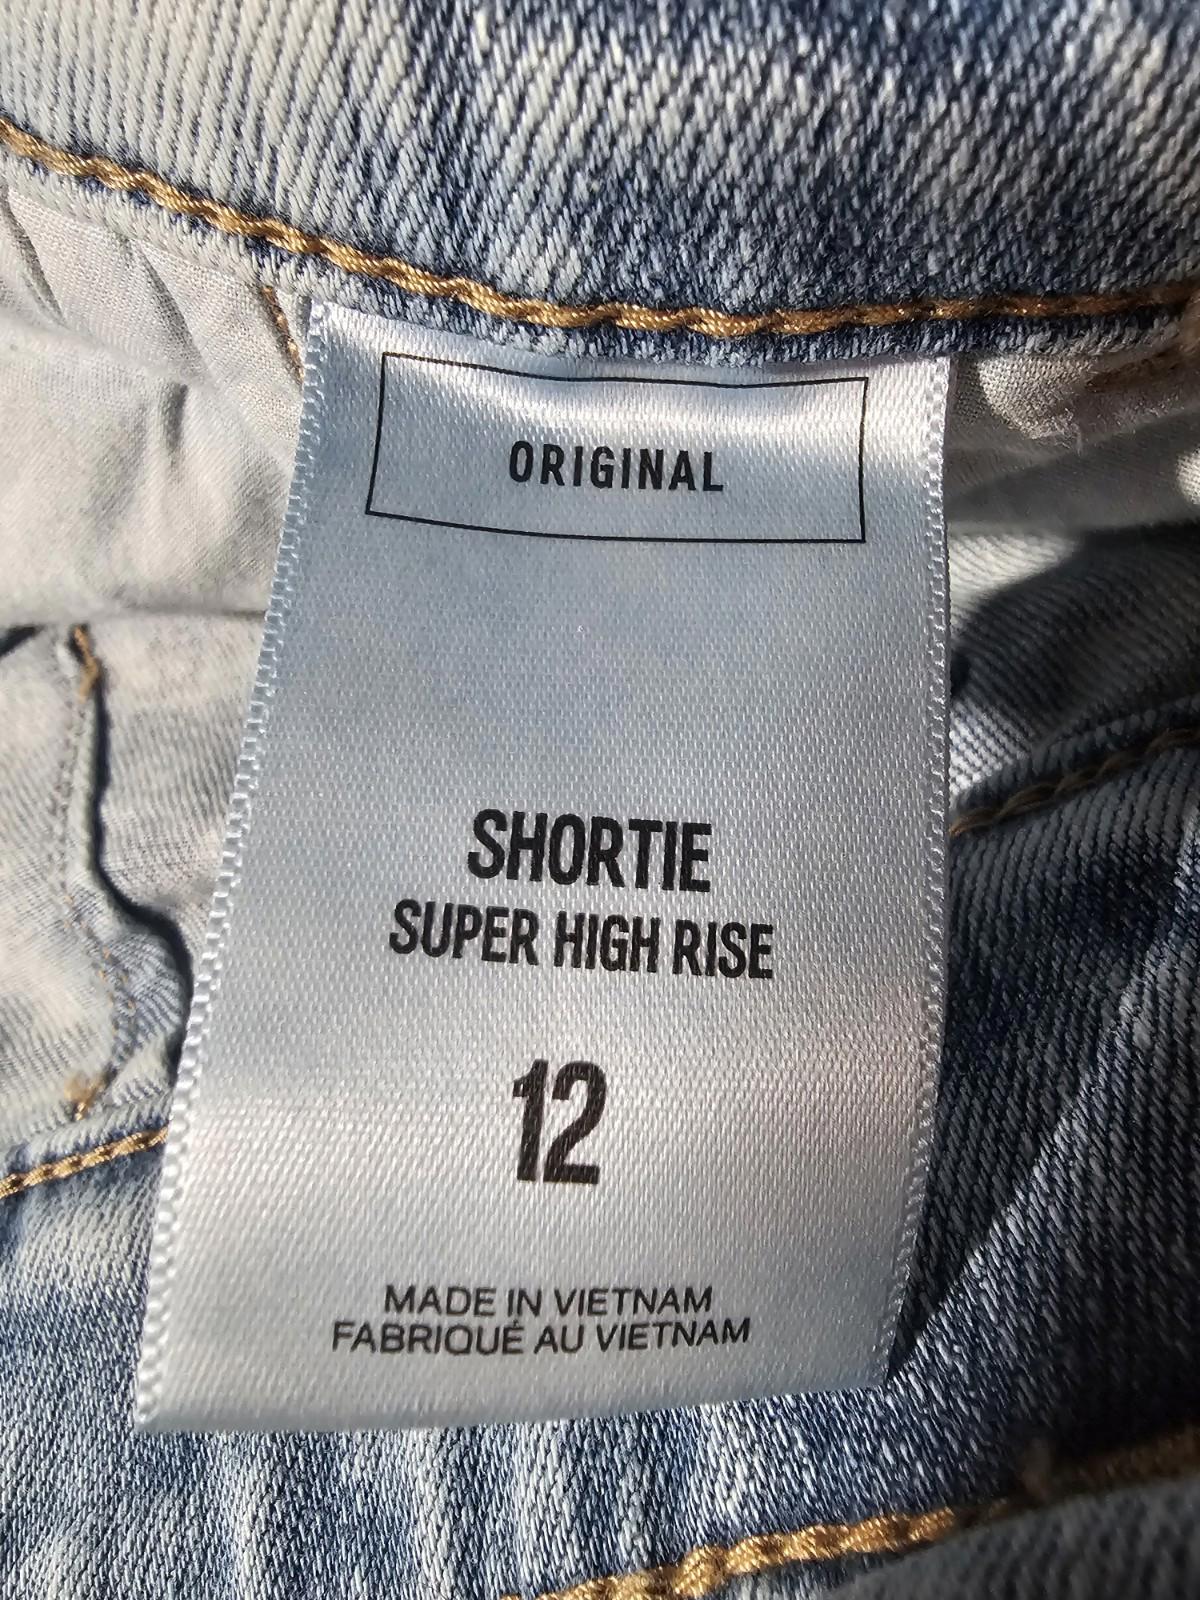 ORIGINAL
SHORTIE
SUPER HIGH RISE
12
MADE IN VIETNAM
FABRIQUÉ AU VIETNAM